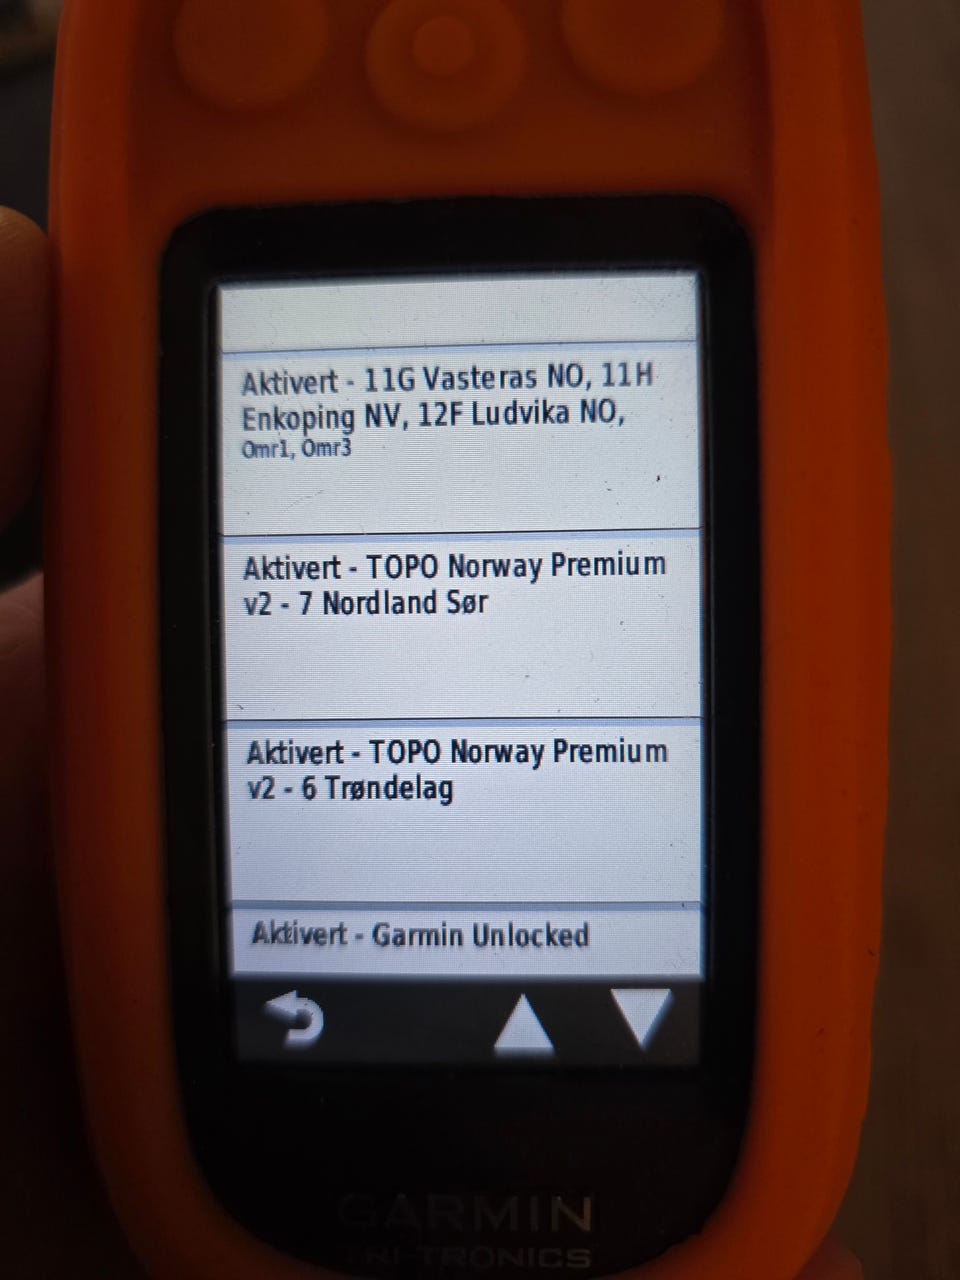 Aktivert - 11G Vasteras NO, 11H
Enkoping NV, 12F Ludvika NO,
Omr1, Omr3
Aktivert - TOPO Norway Premium
v2 - 7 Nordland Sør
Aktivert - TOPO Norway Premium
v2 - 6 Trøndelag
Aktivert - Garmin Unlocked
GARMIN
TRI-TRONICS